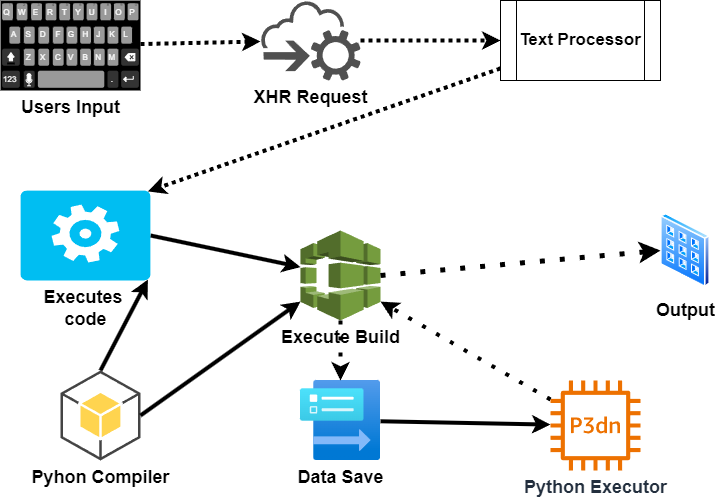 Q W E R T Y U I O P
A S D F G H J K L
Z X C V B N M
123 .
Users Input
XHR Request
Text Processor
Executes
code
Execute Build
Output
Pyhon Compiler
Data Save
P3dn
Python Executor